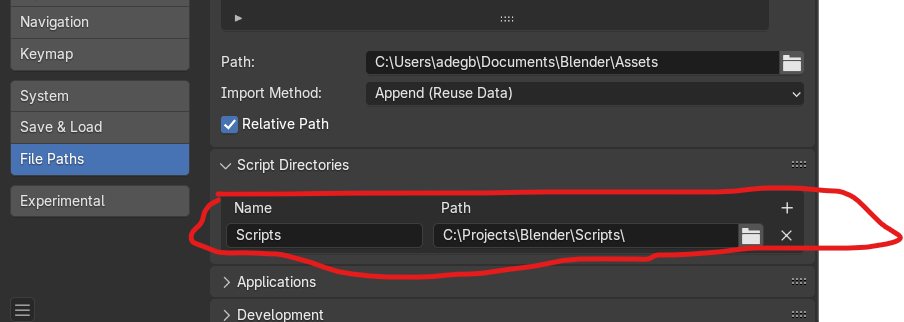 Navigation
Keymap
System
Save & Load
File Paths
Experimental
Path: C:\Users\adegb\Documents\Blender\Assets
Import Method: Append (Reuse Data)
Relative Path
Script Directories
Name Path
Scripts C:\Projects\Blender\Scripts\
Applications
Development